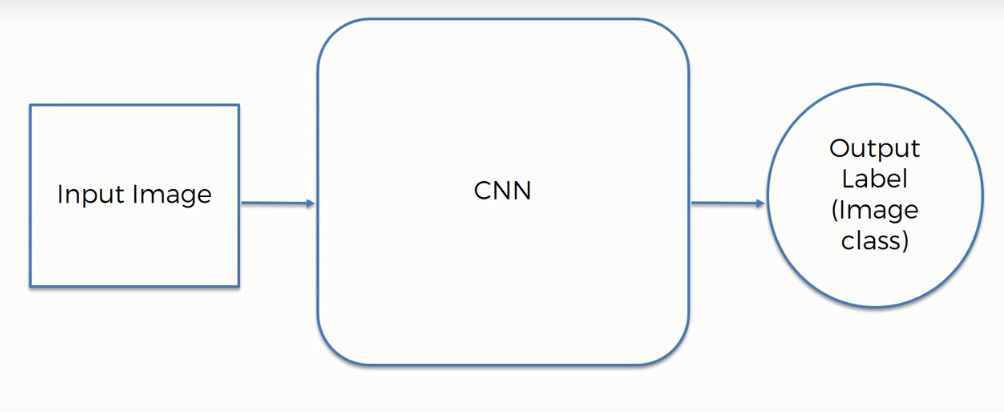 Input Image
CNN
Output
Label
(Image
class)